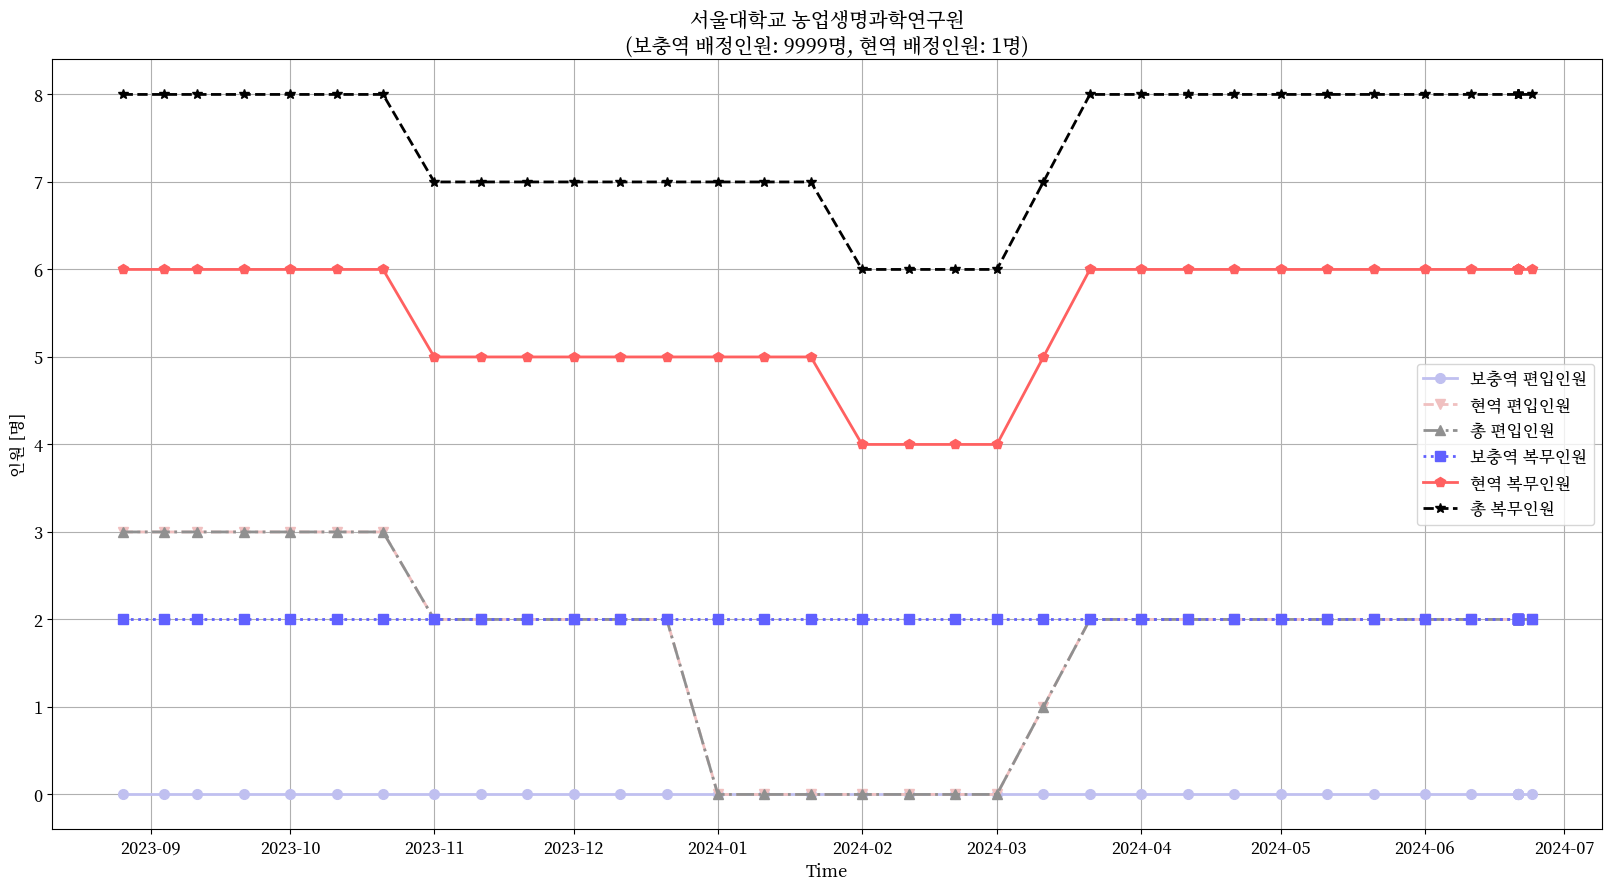 서울대학교 농업생명과학연구원
(보충역 배정인원: 9999명, 현역 배정인원: 1명)
8
7
6
5
4
3
2
1
0
인원 [명]
보충역 편입인원
현역 편입인원
총 편입인원
보충역 복무인원
현역 복무인원
총 복무인원
2023-09 2023-10 2023-11 2023-12 2024-01 2024-02 2024-03 2024-04 2024-05 2024-06 2024-07
Time